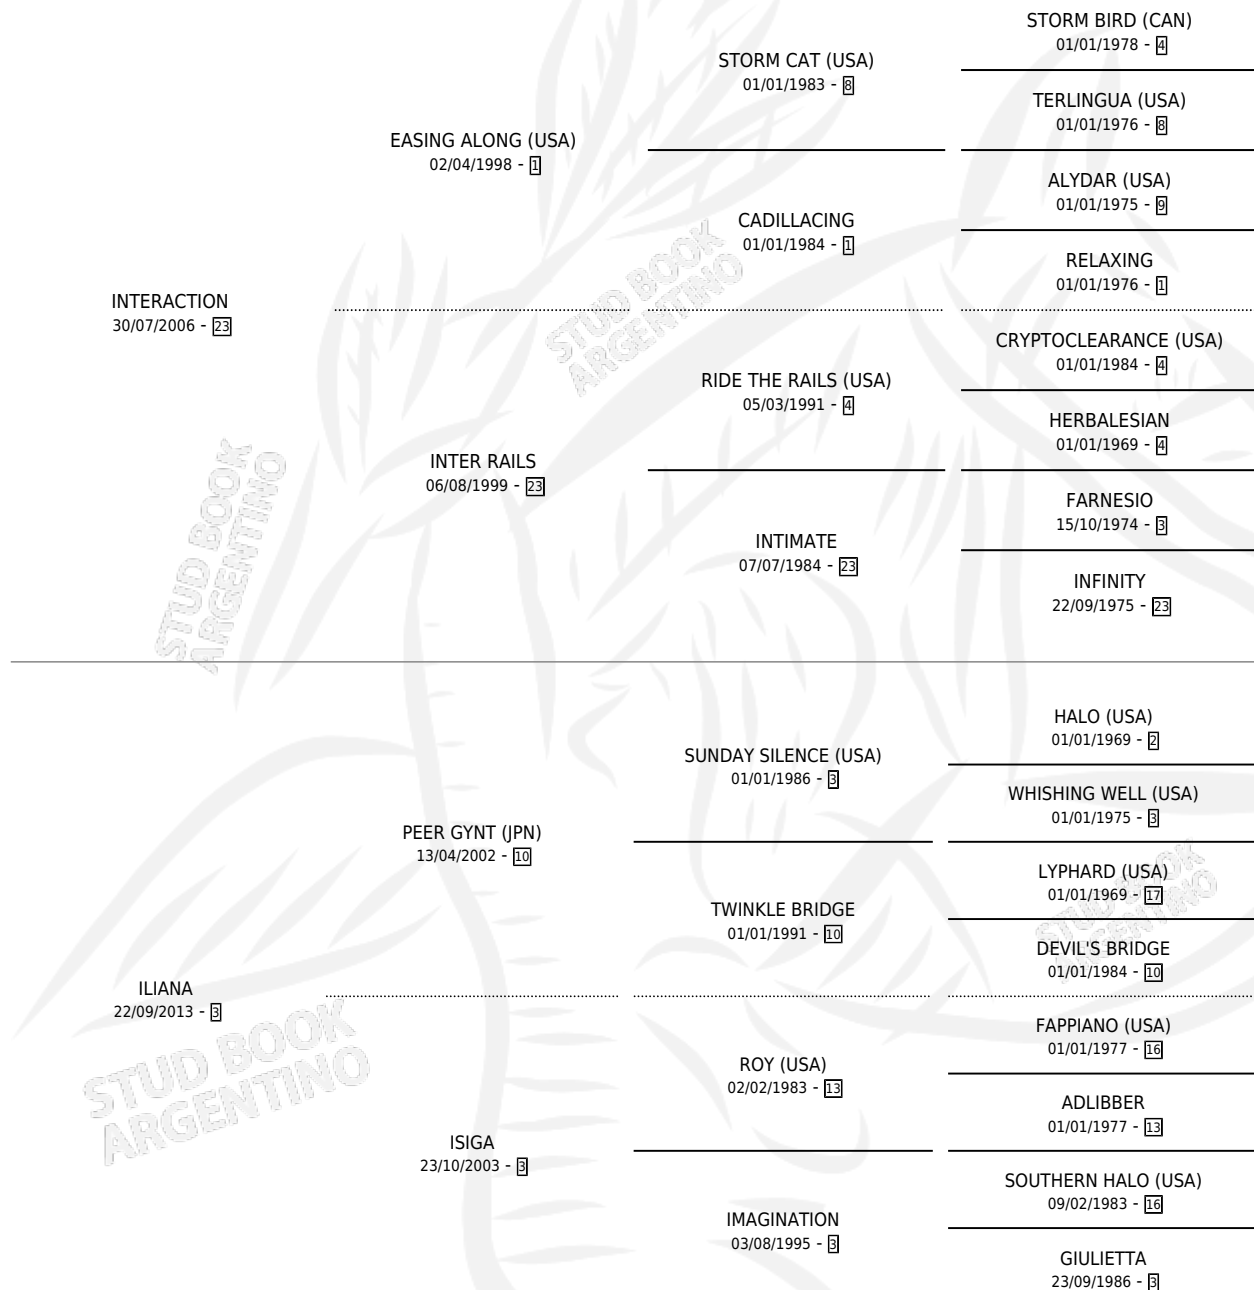 STORM BIRD (CAN)
01/01/1978 - 4
STORM CAT (USA)
01/01/1983 - 8
TERLINGUA (USA)
01/01/1976 - 8
EASING ALONG (USA)
02/04/1998 - 1
ALYDAR (USA)
01/01/1975 - 9
CADILLACING
01/01/1984 - 1
RELAXING
01/01/1976 - 1
INTERACTION
30/07/2006 - 23
CRYPTOCLEARANCE (USA)
01/01/1984 - 4
RIDE THE RAILS (USA)
05/03/1991 - 4
HERBALESIAN
01/01/1969 - 4
INTER RAILS
06/08/1999 - 23
FARNESIO
15/10/1974 - 3
INTIMATE
07/07/1984 - 23
INFINITY
22/09/1975 - 23
HALO (USA)
01/01/1969 - 2
SUNDAY SILENCE (USA)
01/01/1986 - 3
WHISHING WELL (USA)
01/01/1975 - 3
PEER GYNT (JPN)
13/04/2002 - 10
LYPHARD (USA)
01/01/1969 - 17
TWINKLE BRIDGE
01/01/1991 - 10
DEVIL'S BRIDGE
01/01/1984 - 10
ILIANA
22/09/2013 - 3
FAPPIANO (USA)
01/01/1977 - 16
ROY (USA)
02/02/1983 - 13
ADLIBBER
01/01/1977 - 13
ISIGA
23/10/2003 - 3
SOUTHERN HALO (USA)
09/02/1983 - 16
IMAGINATION
03/08/1995 - 3
GIULIETTA
23/09/1986 - 3
STUD BOOK
ARGENTINO
STUD BOOK
ARGENTINO
STUD BOOK
ARGENTINO
STUD BOOK
ARGENTINO